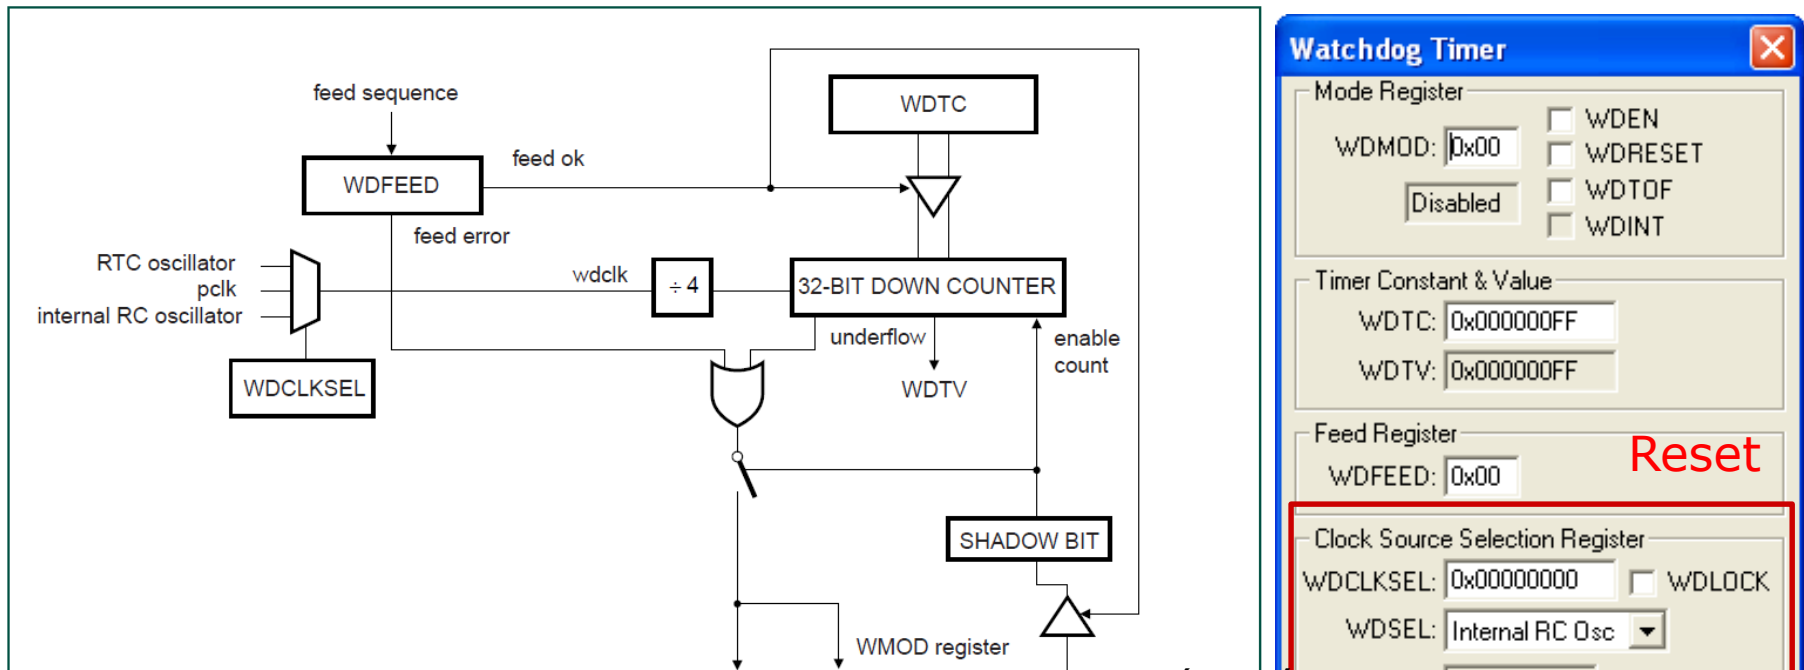 feed sequence
WDTC
feed ok
WDFEED
feed error
RTC oscillator
pclk
internal RC oscillator
wdclk
÷ 4
32-BIT DOWN COUNTER
underflow
enable
count
WDTV
WDCLKSEL
SHADOW BIT
WMOD register
Watchdog Timer
Mode Register
WDMOD: 0x00
WDEN
WDRESET
Disabled
WDTOF
WDINT
Timer Constant & Value
WDTC: 0x000000FF
WDTV: 0x000000FF
Feed Register
Reset
WDFEED: 0x00
Clock Source Selection Register
WDCLKSEL: 0x00000000 WDLOCK
WDSEL: Internal RC Osc